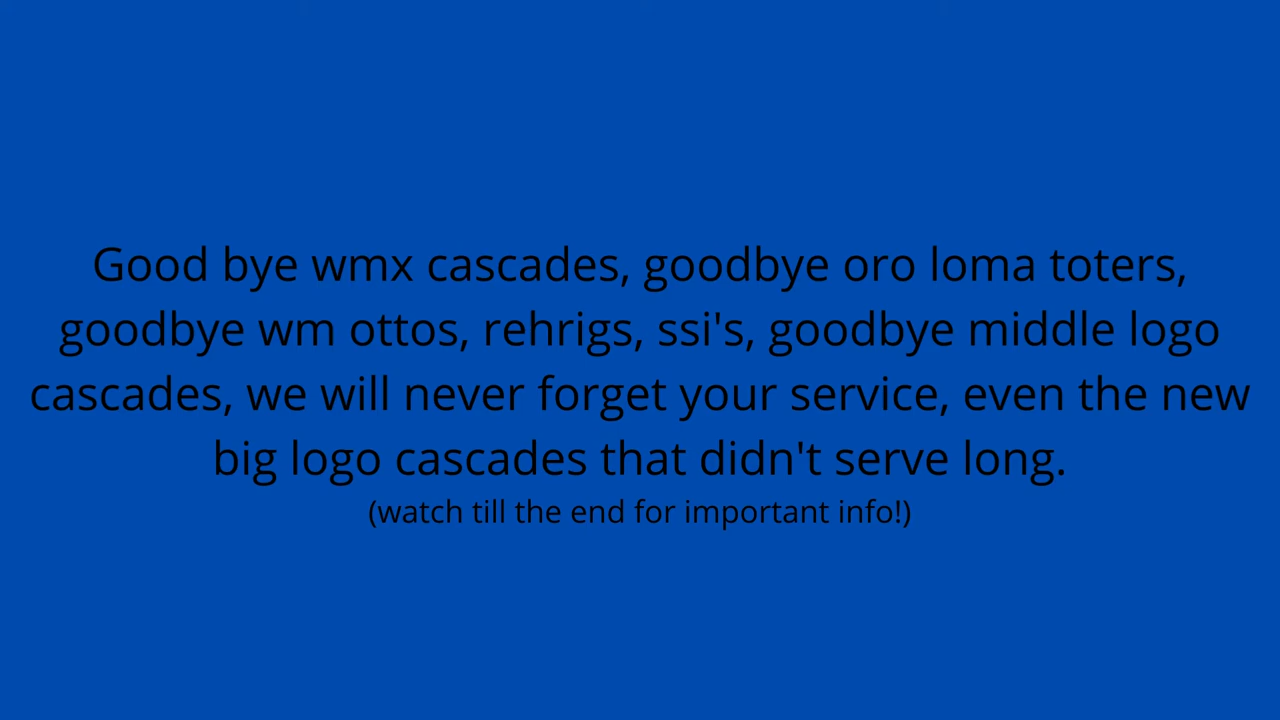 Good bye wmx cascades, goodbye oro loma toters,
goodbye wm ottos, rehrigs, ssi's, goodbye middle logo
cascades, we will never forget your service, even the new
big logo cascades that didn't serve long.
(watch till the end for important info!)